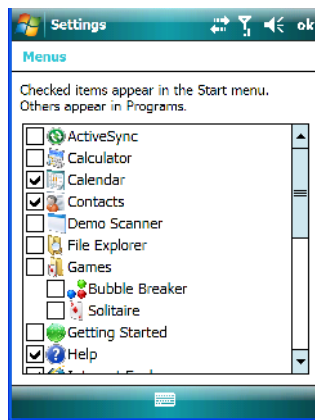 Settings
ok
Menus
Checked items appear in the Start menu.
Others appear in Programs.
ActiveSync
Calculator
Calendar
Contacts
Demo Scanner
File Explorer
Games
Bubble Breaker
Solitaire
Getting Started
Help